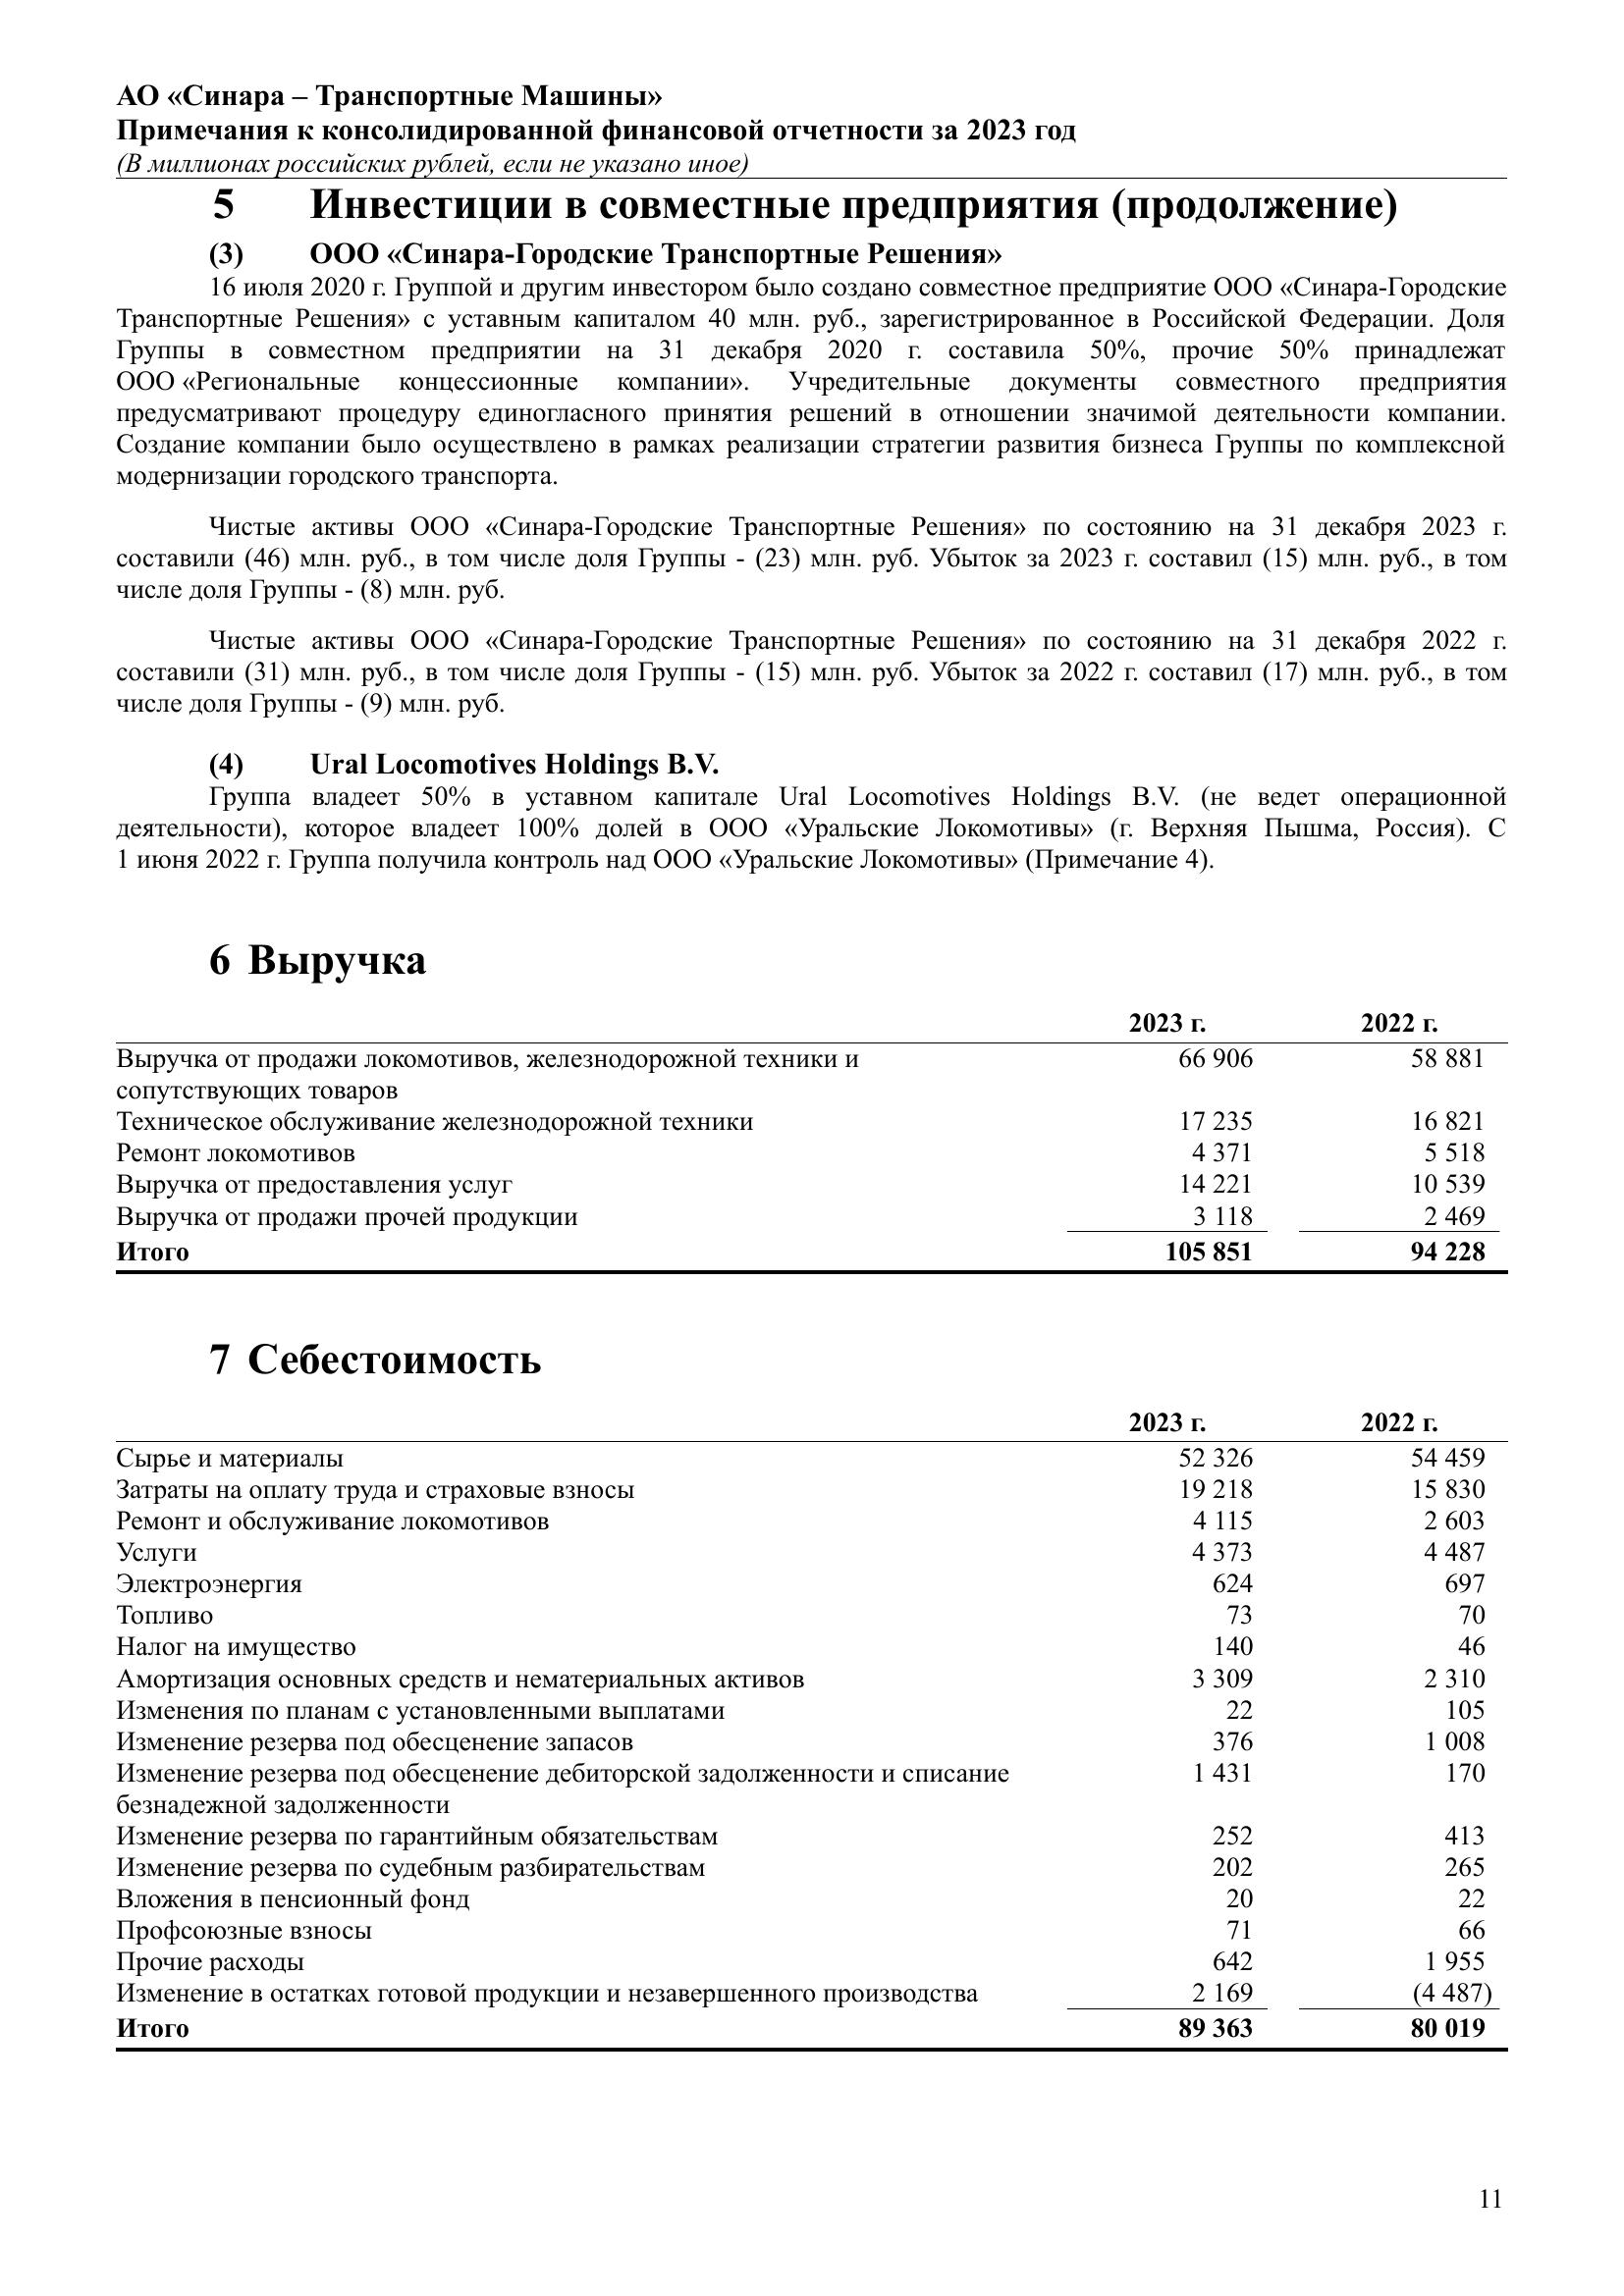 АО «Синара – Транспортные Машины»
Примечания к консолидированной финансовой отчетности за 2023 год
(В миллионах российских рублей, если не указано иное)
5 Инвестиции в совместные предприятия (продолжение)
(3) ООО «Синара-Городские Транспортные Решения»
16 июля 2020 г. Группой и другим инвестором было создано совместное предприятие ООО «Синара-Городские
Транспортные Решения» с уставным капиталом 40 млн. руб., зарегистрированное в Российской Федерации. Доля
Группы в совместном предприятии на 31 декабря 2020 г. составила 50%, прочие 50% принадлежат
ООО «Региональные концессионные компании». Учредительные документы совместного предприятия
предусматривают процедуру единогласного принятия решений в отношении значимой деятельности компании.
Создание компании было осуществлено в рамках реализации стратегии развития бизнеса Группы по комплексной
модернизации городского транспорта.
Чистые активы ООО «Синара-Городские Транспортные Решения» по состоянию на 31 декабря 2023 г.
составили (46) млн. руб., в том числе доля Группы - (23) млн. руб. Убыток за 2023 г. составил (15) млн. руб., в том
числе доля Группы - (8) млн. руб.
Чистые активы ООО «Синара-Городские Транспортные Решения» по состоянию на 31 декабря 2022 г.
составили (31) млн. руб., в том числе доля Группы - (15) млн. руб. Убыток за 2022 г. составил (17) млн. руб., в том
числе доля Группы - (9) млн. руб.
(4) Ural Locomotives Holdings B.V.
Группа владеет 50% в уставном капитале Ural Locomotives Holdings B.V. (не ведет операционной
деятельности), которое владеет 100% долей в ООО «Уральские Локомотивы» (г. Верхняя Пышма, Россия). С
1 июня 2022 г. Группа получила контроль над ООО «Уральские Локомотивы» (Примечание 4).
6 Выручка
2023 г. 2022 г.
Выручка от продажи локомотивов, железнодорожной техники и 66 906 58 881
сопутствующих товаров
Техническое обслуживание железнодорожной техники 17 235 16 821
Ремонт локомотивов 4 371 5 518
Выручка от предоставления услуг 14 221 10 539
Выручка от продажи прочей продукции 3 118 2 469
Итого 105 851 94 228
7 Себестоимость
2023 г. 2022 г.
Сырье и материалы 52 326 54 459
Затраты на оплату труда и страховые взносы 19 218 15 830
Ремонт и обслуживание локомотивов 4 115 2 603
Услуги 4 373 4 487
Электроэнергия 624 697
Топливо 73 70
Налог на имущество 140 46
Амортизация основных средств и нематериальных активов 3 309 2 310
Изменения по планам с установленными выплатами 22 105
Изменение резерва под обесценение запасов 376 1 008
Изменение резерва под обесценение дебиторской задолженности и списание 1 431 170
безнадежной задолженности
Изменение резерва по гарантийным обязательствам 252 413
Изменение резерва по судебным разбирательствам 202 265
Вложения в пенсионный фонд 20 22
Профсоюзные взносы 71 66
Прочие расходы 642 1 955
Изменение в остатках готовой продукции и незавершенного производства 2 169 (4 487)
Итого 89 363 80 019
11